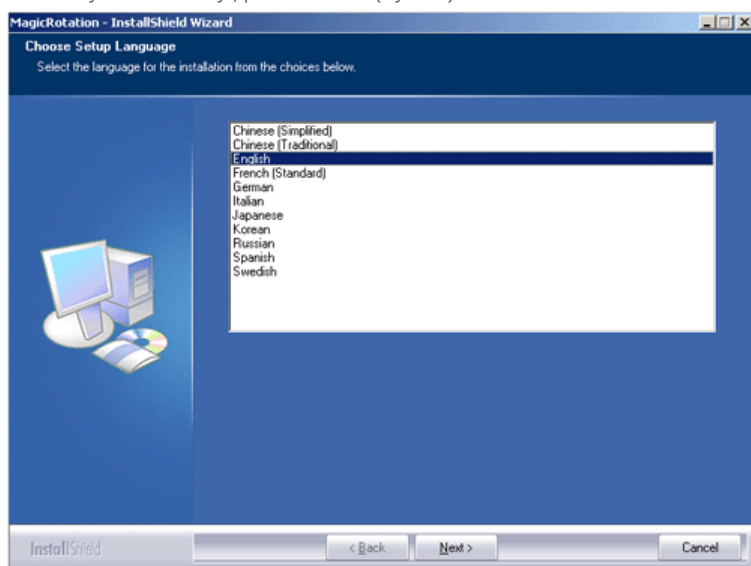 MagicRotation - InstallShield Wizard
Choose Setup Language
Select the language for the installation from the choices below.
Chinese (Simplified)
Chinese (Traditional)
English
French (Standard)
German
Italian
Japanese
Korean
Russian
Spanish
Swedish
InstallShield
< Back
Next >
Cancel